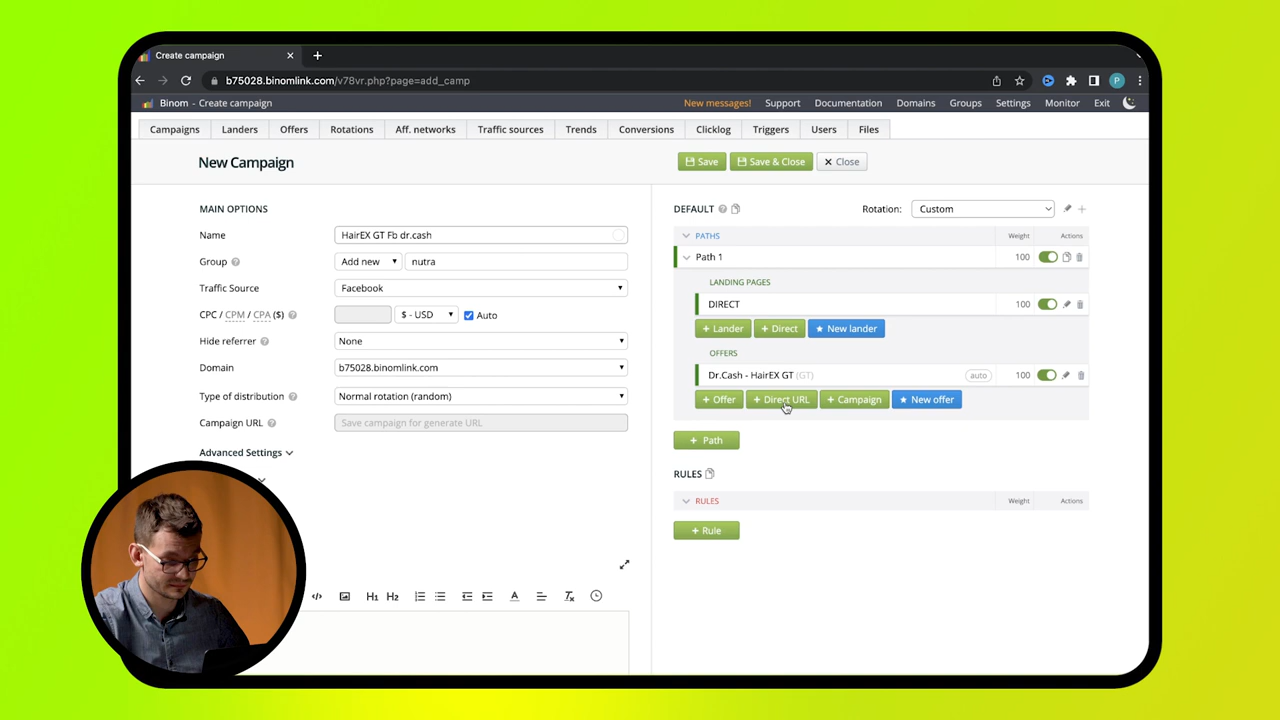 Create campaign
b75028.binomlink.com/v78vr.php?page=add_camp
P
Binom - Create campaign
New messages! Support Documentation Domains Groups Settings Monitor Exit
Campaigns Landers Offers Rotations Aff. networks Traffic sources Trends Conversions Clicklog Triggers Users Files
New Campaign
Save Save & Close Close
MAIN OPTIONS
Name HairEX GT Fb dr.cash
Group Add new nutra
Traffic Source Facebook
CPC / CPM / CPA ($) $ - USD Auto
Hide referrer None
Domain b75028.binomlink.com
Type of distribution Normal rotation (random)
Campaign URL Save campaign for generate URL
Advanced Settings
H1 H2
DEFAULT Rotation: Custom
PATHS Weight Actions
Path 1 100
LANDING PAGES
DIRECT 100
+ Lander + Direct New lander
OFFERS
Dr.Cash - HairEX GT (GT) auto 100
+ Offer + Direct URL + Campaign New offer
+ Path
RULES
RULES Weight Actions
+ Rule